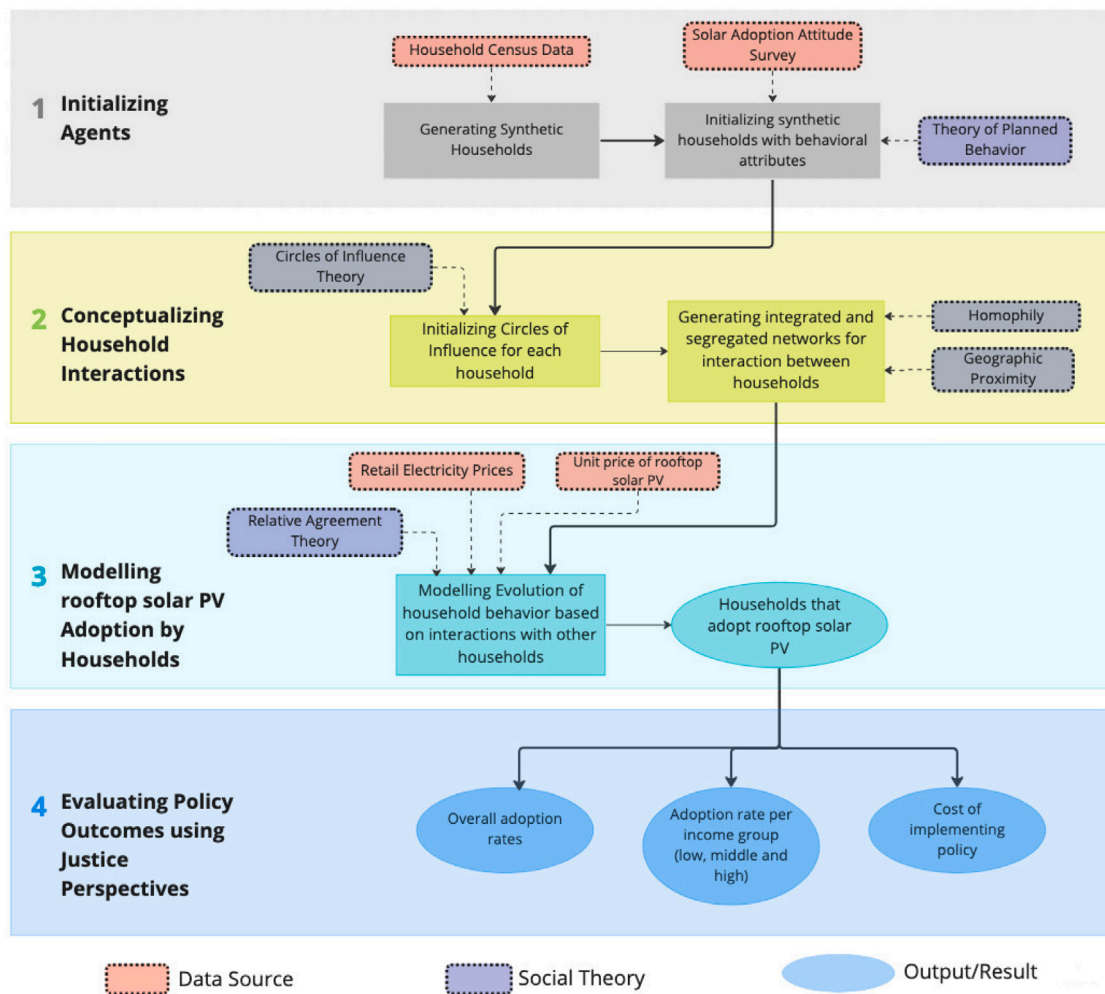 Household Census Data
Solar Adoption Attitude
Survey
1 Initializing
Agents
Generating Synthetic
Households
Initializing synthetic
households with behavioral
attributes
Theory of Planned
Behavior
Circles of Influence
Theory
2 Conceptualizing
Household
Interactions
Initializing Circles of
Influence for each
household
Generating integrated and
segregated networks for
interaction between
households
Homophily
Geographic
Proximity
Retail Electricity Prices
Unit price of rooftop
solar PV
Relative Agreement
Theory
3 Modelling
rooftop solar PV
Adoption by
Households
Modelling Evolution of
household behavior based
on interactions with other
households
Households that
adopt rooftop solar
PV
4 Evaluating Policy
Outcomes using
Justice
Perspectives
Overall adoption
rates
Adoption rate per
income group
(low, middle and
high)
Cost of
implementing
policy
Data Source
Social Theory
Output/Result